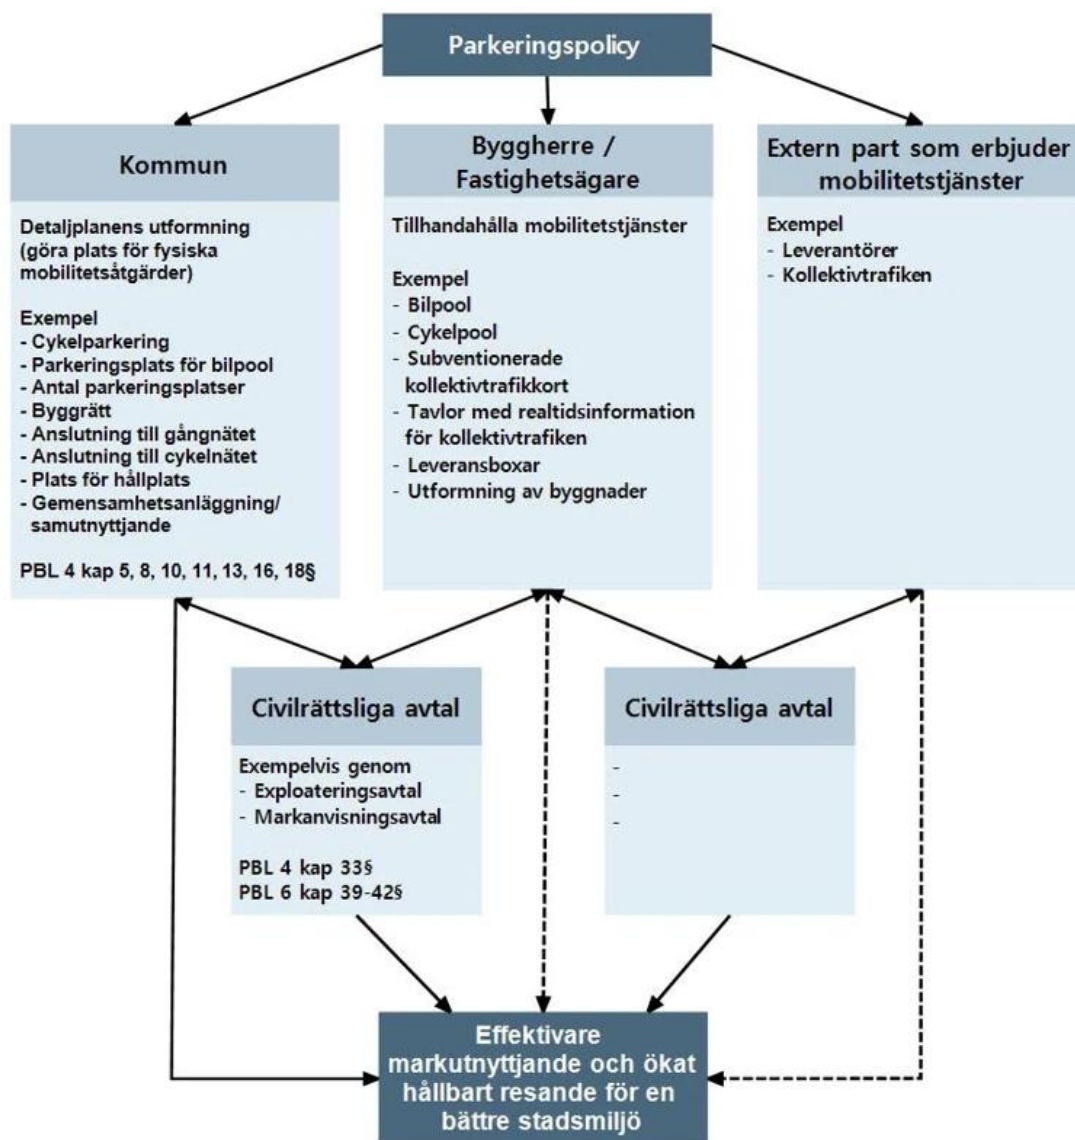 Parkeringspolicy
Kommun
Detaljplanens utformning
(göra plats för fysiska
mobilitetsåtgärder)
Exempel
- Cykelparkering
- Parkeringsplats för bilpool
- Antal parkeringsplatser
- Byggrätt
- Anslutning till gångnätet
- Anslutning till cykelnätet
- Plats för hållplats
- Gemensamhetsanläggning/
samutnyttjande
PBL 4 kap 5, 8, 10, 11, 13, 16, 18§
Byggherre /
Fastighetsägare
Tillhandahålla mobilitetstjänster
Exempel
- Bilpool
- Cykelpool
- Subventionerade
kollektivtrafikkort
- Tavlor med realtidsinformation
för kollektivtrafiken
- Leveransboxar
- Utformning av byggnader
Extern part som erbjuder
mobilitetstjänster
Exempel
- Leverantörer
- Kollektivtrafiken
Civilrättsliga avtal
Exempelvis genom
- Exploateringsavtal
- Markanvisningsavtal
PBL 4 kap 33§
PBL 6 kap 39-42§
Civilrättsliga avtal
-
-
-
Effektivare
markutnyttjande och ökat
hållbart resande för en
bättre stadsmiljö